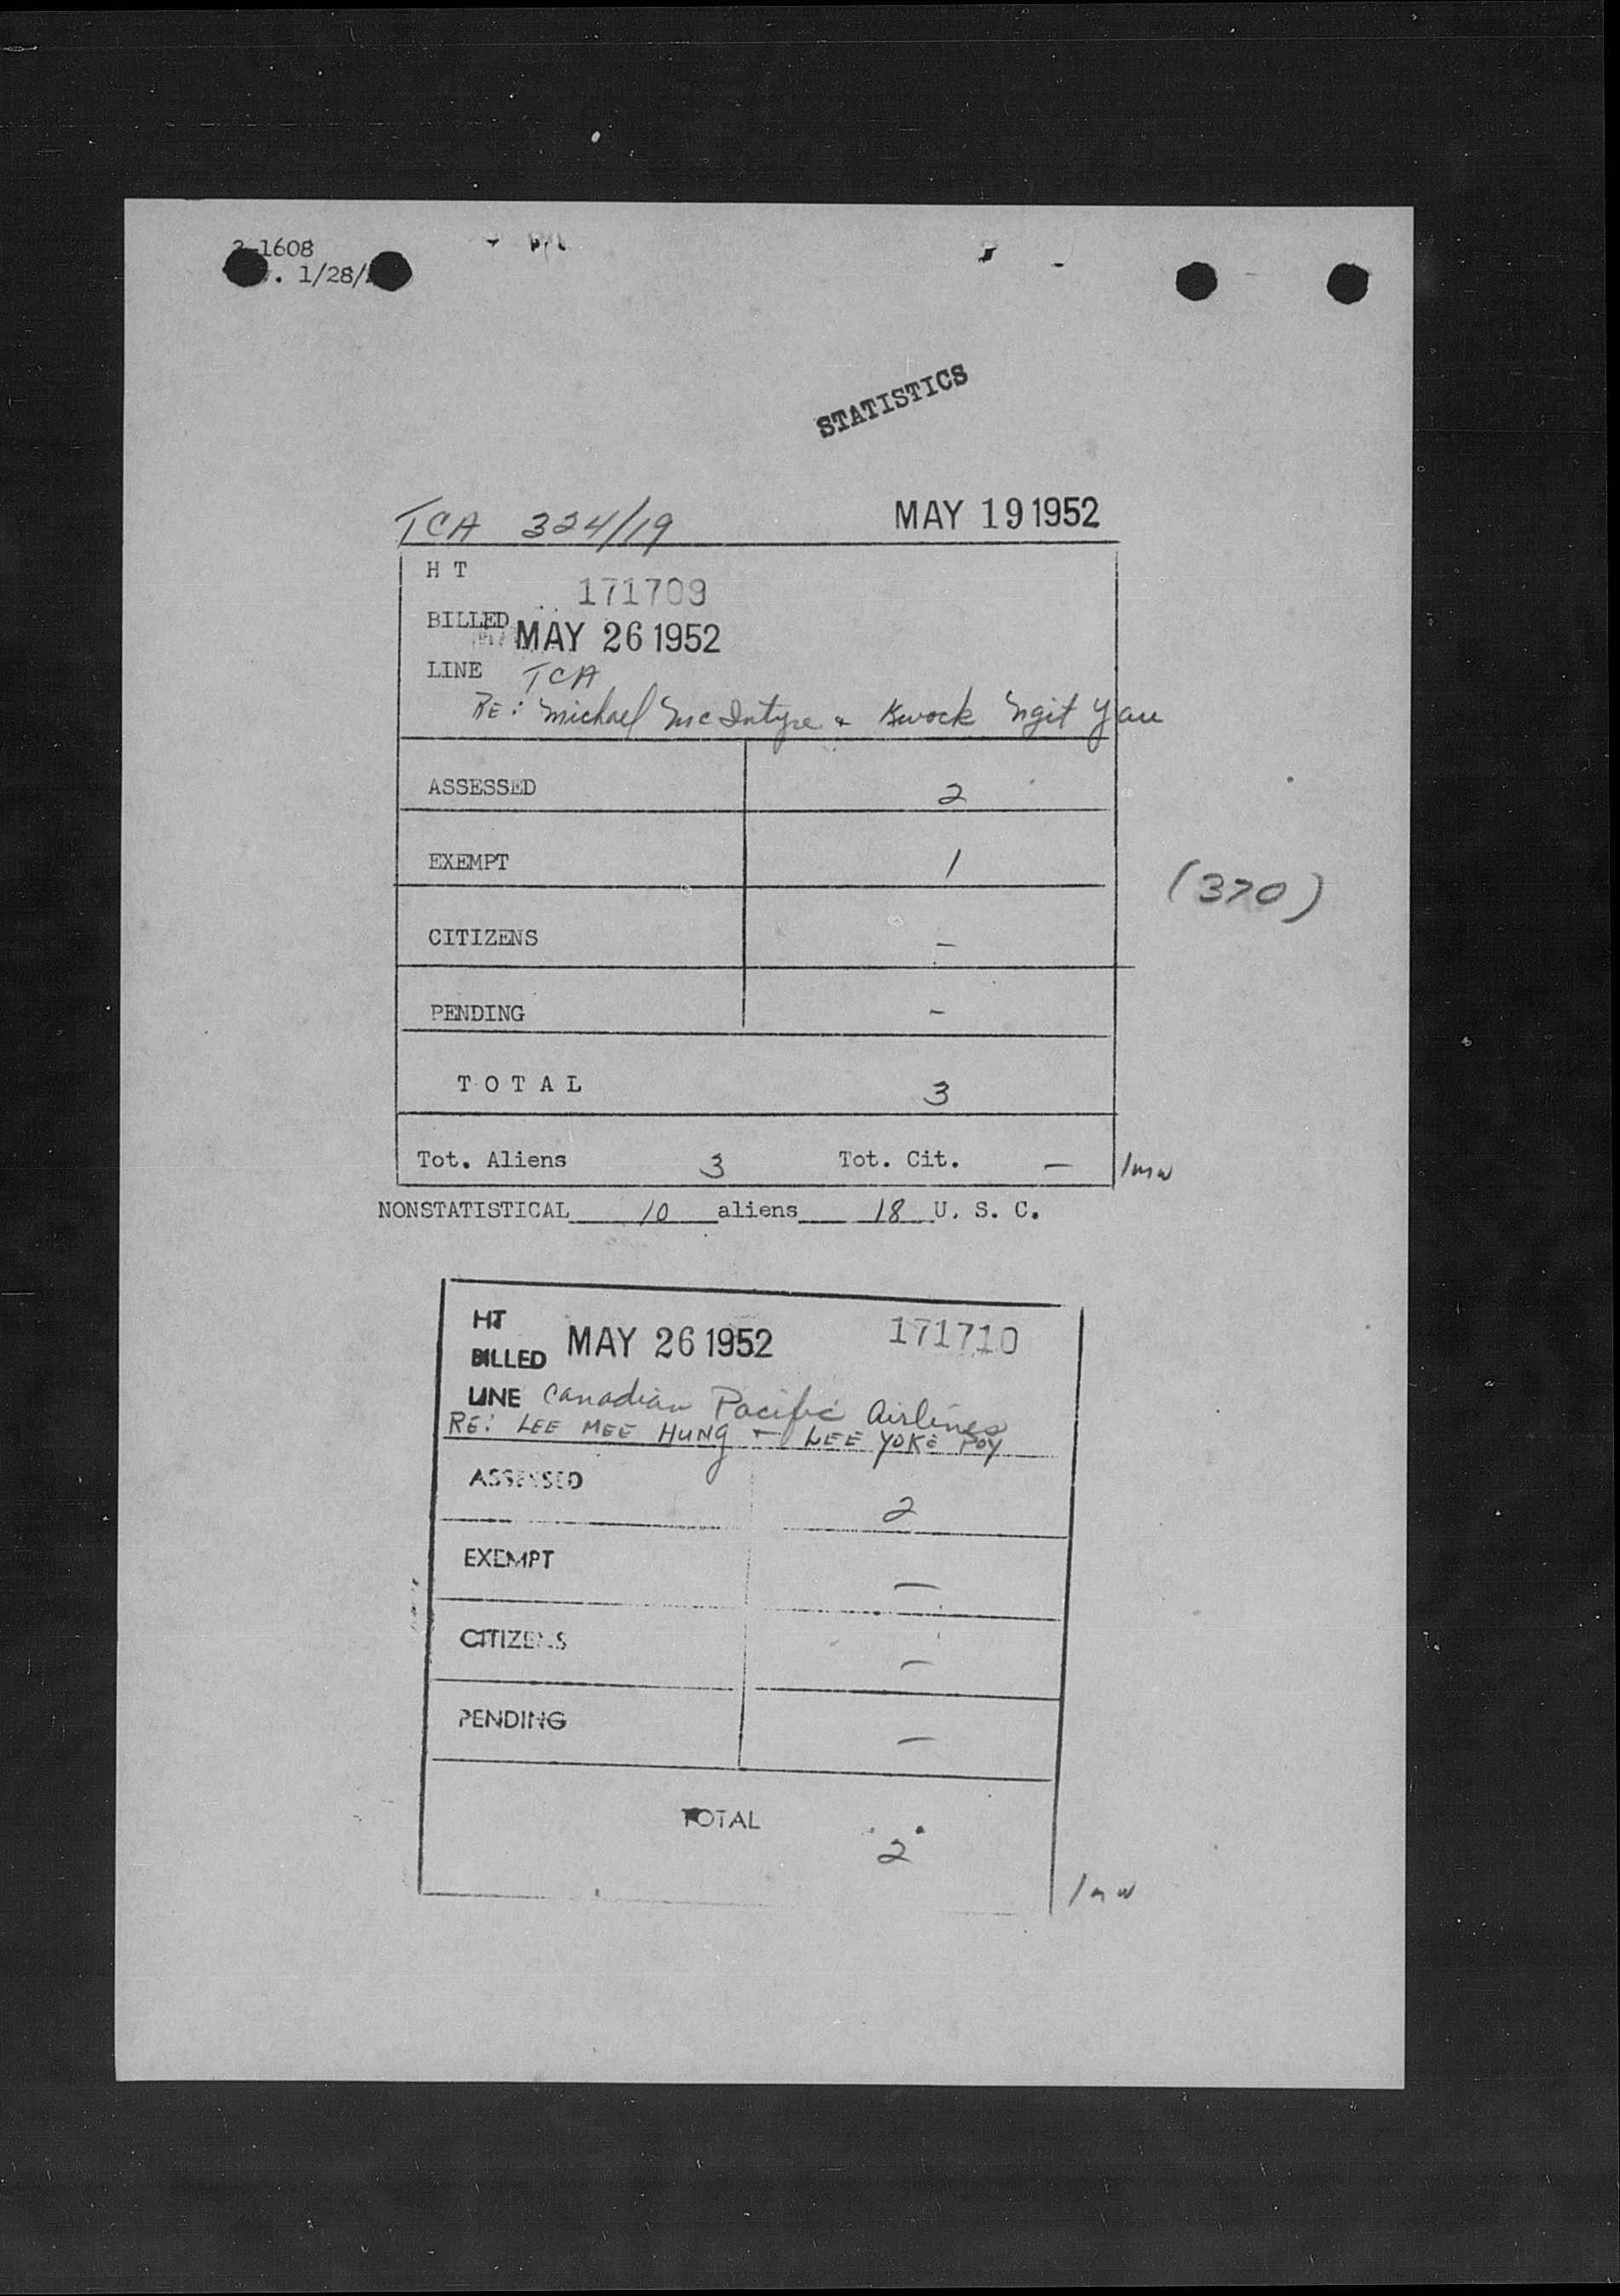 1608
. 1/28/
STATISTICS
TCA 324/19 MAY 19 1952
H T
171709
BILLED MAY 26 1952
LINE TCA
RE: Michael McIntyre & Kwock Ngit Yau
ASSESSED 2
EXEMPT 1
(370)
CITIZENS –
PENDING –
T O T A L 3
Tot. Aliens 3 Tot. Cit. –
NONSTATISTICAL 10 aliens 18 U. S. C.
HT
BILLED MAY 26 1952 171710
LINE Canadian Pacific Airlines
RE: LEE MEE HUNG + LEE YOKE POY
ASSESSED 2
EXEMPT –
CITIZENS –
PENDING –
TOTAL 2